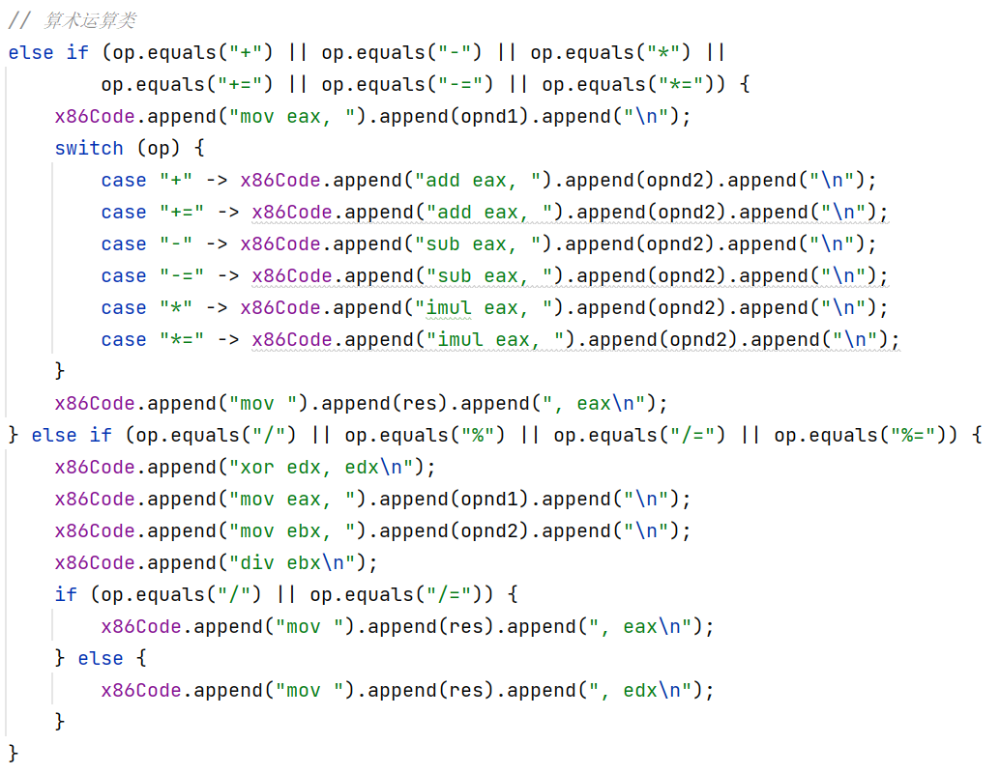 // 算术运算类
else if (op.equals("+") || op.equals("-") || op.equals("*") ||
        op.equals("+=") || op.equals("-=") || op.equals("*=")) {
    x86Code.append("mov eax, ").append(opnd1).append("\n");
    switch (op) {
        case "+" -> x86Code.append("add eax, ").append(opnd2).append("\n");
        case "+=" -> x86Code.append("add eax, ").append(opnd2).append("\n");
        case "-" -> x86Code.append("sub eax, ").append(opnd2).append("\n");
        case "-=" -> x86Code.append("sub eax, ").append(opnd2).append("\n");
        case "*" -> x86Code.append("imul eax, ").append(opnd2).append("\n");
        case "*=" -> x86Code.append("imul eax, ").append(opnd2).append("\n");
    }
    x86Code.append("mov ").append(res).append(", eax\n");
} else if (op.equals("/") || op.equals("%") || op.equals("/=") || op.equals("%=")) {
    x86Code.append("xor edx, edx\n");
    x86Code.append("mov eax, ").append(opnd1).append("\n");
    x86Code.append("mov ebx, ").append(opnd2).append("\n");
    x86Code.append("div ebx\n");
    if (op.equals("/") || op.equals("/=")) {
        x86Code.append("mov ").append(res).append(", eax\n");
    } else {
        x86Code.append("mov ").append(res).append(", edx\n");
    }
}